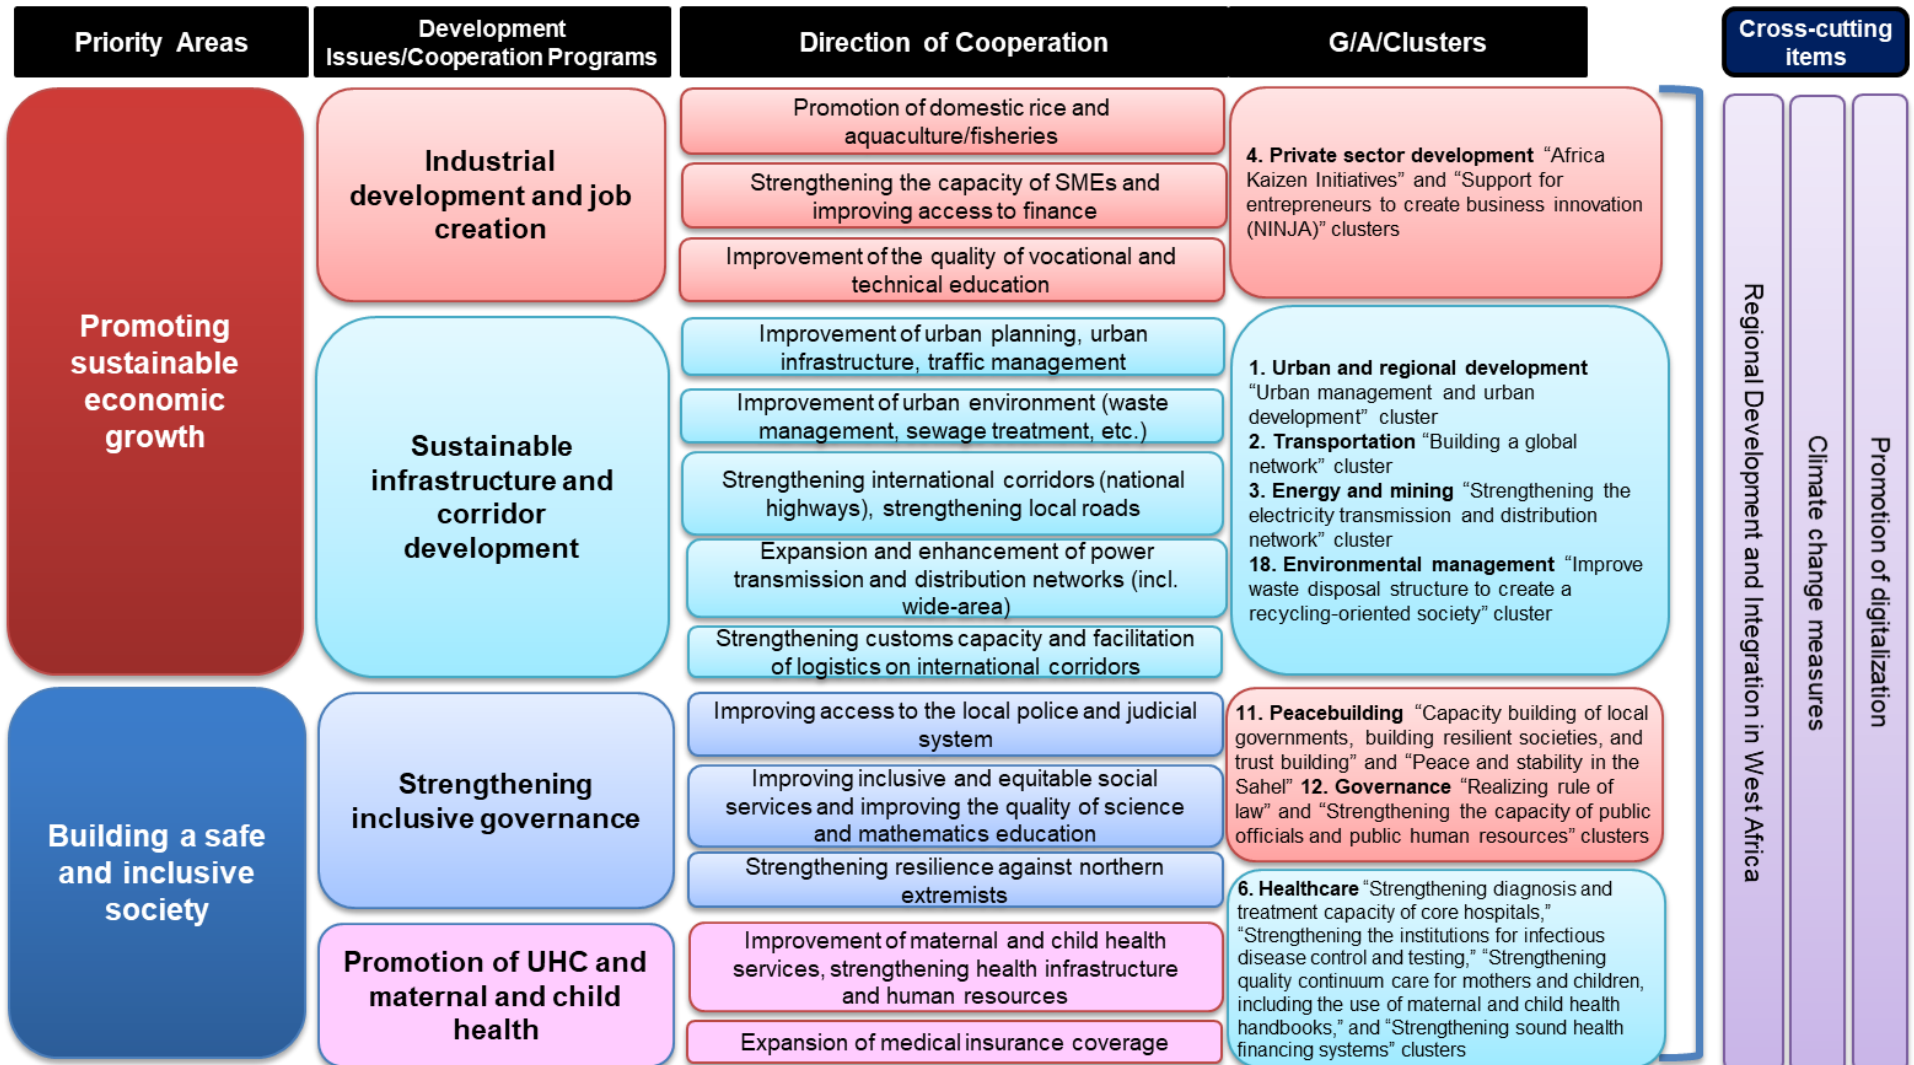 Priority Areas
Development
Issues/Cooperation Programs
Direction of Cooperation
G/A/Clusters
Cross-cutting
items
Promoting
sustainable
economic
growth
Industrial
development and job
creation
Promotion of domestic rice and
aquaculture/fisheries
Strengthening the capacity of SMEs and
improving access to finance
Improvement of the quality of vocational and
technical education
4. Private sector development “Africa
Kaizen Initiatives” and “Support for
entrepreneurs to create business innovation
(NINJA)” clusters
Sustainable
infrastructure and
corridor
development
Improvement of urban planning, urban
infrastructure, traffic management
Improvement of urban environment (waste
management, sewage treatment, etc.)
Strengthening international corridors (national
highways), strengthening local roads
Expansion and enhancement of power
transmission and distribution networks (incl.
wide-area)
Strengthening customs capacity and facilitation
of logistics on international corridors
1. Urban and regional development
“Urban management and urban
development” cluster
2. Transportation “Building a global
network” cluster
3. Energy and mining “Strengthening the
electricity transmission and distribution
network” cluster
18. Environmental management “Improve
waste disposal structure to create a
recycling-oriented society” cluster
Building a safe
and inclusive
society
Strengthening
inclusive governance
Improving access to the local police and judicial
system
Improving inclusive and equitable social
services and improving the quality of science
and mathematics education
Strengthening resilience against northern
extremists
11. Peacebuilding “Capacity building of local
governments, building resilient societies, and
trust building” and “Peace and stability in the
Sahel” 12. Governance “Realizing rule of
law” and “Strengthening the capacity of public
officials and public human resources” clusters
Promotion of UHC and
maternal and child
health
Improvement of maternal and child health
services, strengthening health infrastructure
and human resources
Expansion of medical insurance coverage
6. Healthcare “Strengthening diagnosis and
treatment capacity of core hospitals,”
“Strengthening the institutions for infectious
disease control and testing,” “Strengthening
quality continuum care for mothers and children,
including the use of maternal and child health
handbooks,” and “Strengthening sound health
financing systems” clusters
Regional Development and Integration in West Africa
Climate change measures
Promotion of digitalization